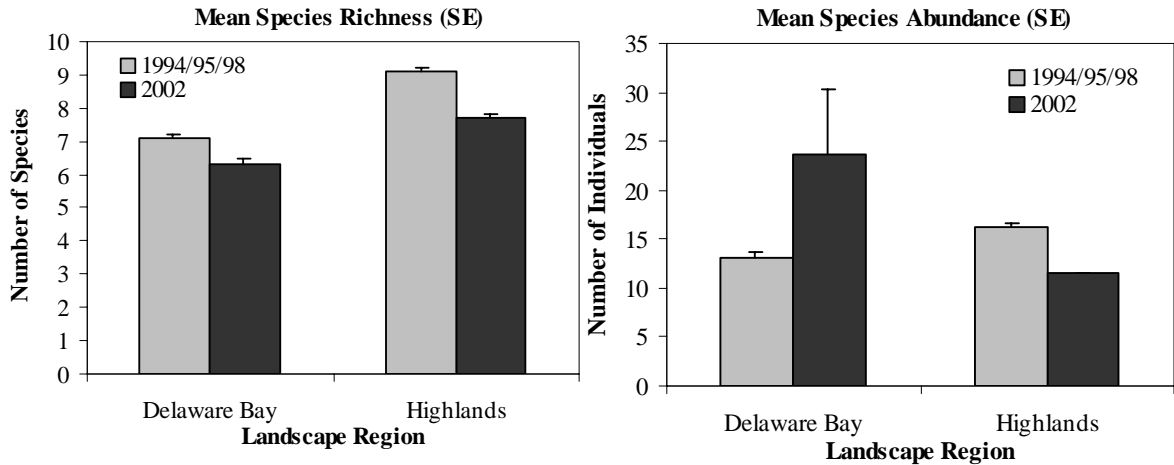 Mean Species Richness (SE)
Number of Species
10
9
8
7
6
5
4
3
2
1
0
1994/95/98
2002
Delaware Bay Highlands
Landscape Region
Mean Species Abundance (SE)
Number of Individuals
35
30
25
20
15
10
5
0
1994/95/98
2002
Delaware Bay Highlands
Landscape Region